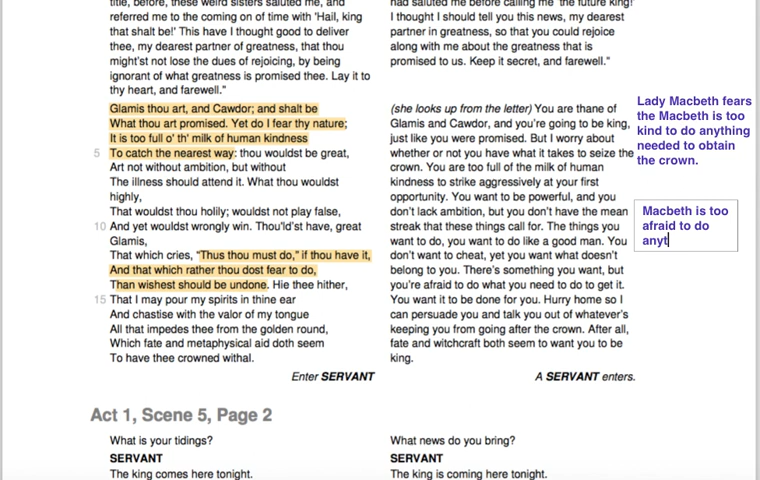 title, before, these weird sisters saluted me, and
referred me to the coming on of time with 'Hail, king
that shalt be!' This have I thought good to deliver
thee, my dearest partner of greatness, that thou
might'st not lose the dues of rejoicing, by being
ignorant of what greatness is promised thee. Lay it to
thy heart, and farewell."
Glamis thou art, and Cawdor; and shalt be
What thou art promised. Yet do I fear thy nature;
It is too full o' th' milk of human kindness
5 To catch the nearest way: thou wouldst be great,
Art not without ambition, but without
The illness should attend it. What thou wouldst
highly,
That wouldst thou holily; wouldst not play false,
10 And yet wouldst wrongly win. Thou'ld'st have, great
Glamis,
That which cries, "Thus thou must do," if thou have it,
And that which rather thou dost fear to do,
Than wishest should be undone. Hie thee hither,
15 That I may pour my spirits in thine ear
And chastise with the valor of my tongue
All that impedes thee from the golden round,
Which fate and metaphysical aid doth seem
To have thee crowned withal.
Enter SERVANT
had saluted me before calling me 'the future king!'
I thought I should tell you this news, my dearest
partner in greatness, so that you could rejoice
along with me about the greatness that is
promised to us. Keep it secret, and farewell."
(she looks up from the letter) You are thane of
Glamis and Cawdor, and you're going to be king,
just like you were promised. But I worry about
whether or not you have what it takes to seize the
crown. You are too full of the milk of human
kindness to strike aggressively at your first
opportunity. You want to be powerful, and you
don't lack ambition, but you don't have the mean
streak that these things call for. The things you
want to do, you want to do like a good man. You
don't want to cheat, yet you want what doesn't
belong to you. There's something you want, but
you're afraid to do what you need to do to get it.
You want it to be done for you. Hurry home so I
can persuade you and talk you out of whatever's
keeping you from going after the crown. After all,
fate and witchcraft both seem to want you to be
king.
A SERVANT enters.
Lady Macbeth fears
the Macbeth is too
kind to do anything
needed to obtain
the crown.
Macbeth is too
afraid to do
anyt
Act 1, Scene 5, Page 2
What is your tidings?
SERVANT
The king comes here tonight.
What news do you bring?
SERVANT
The king is coming here tonight.